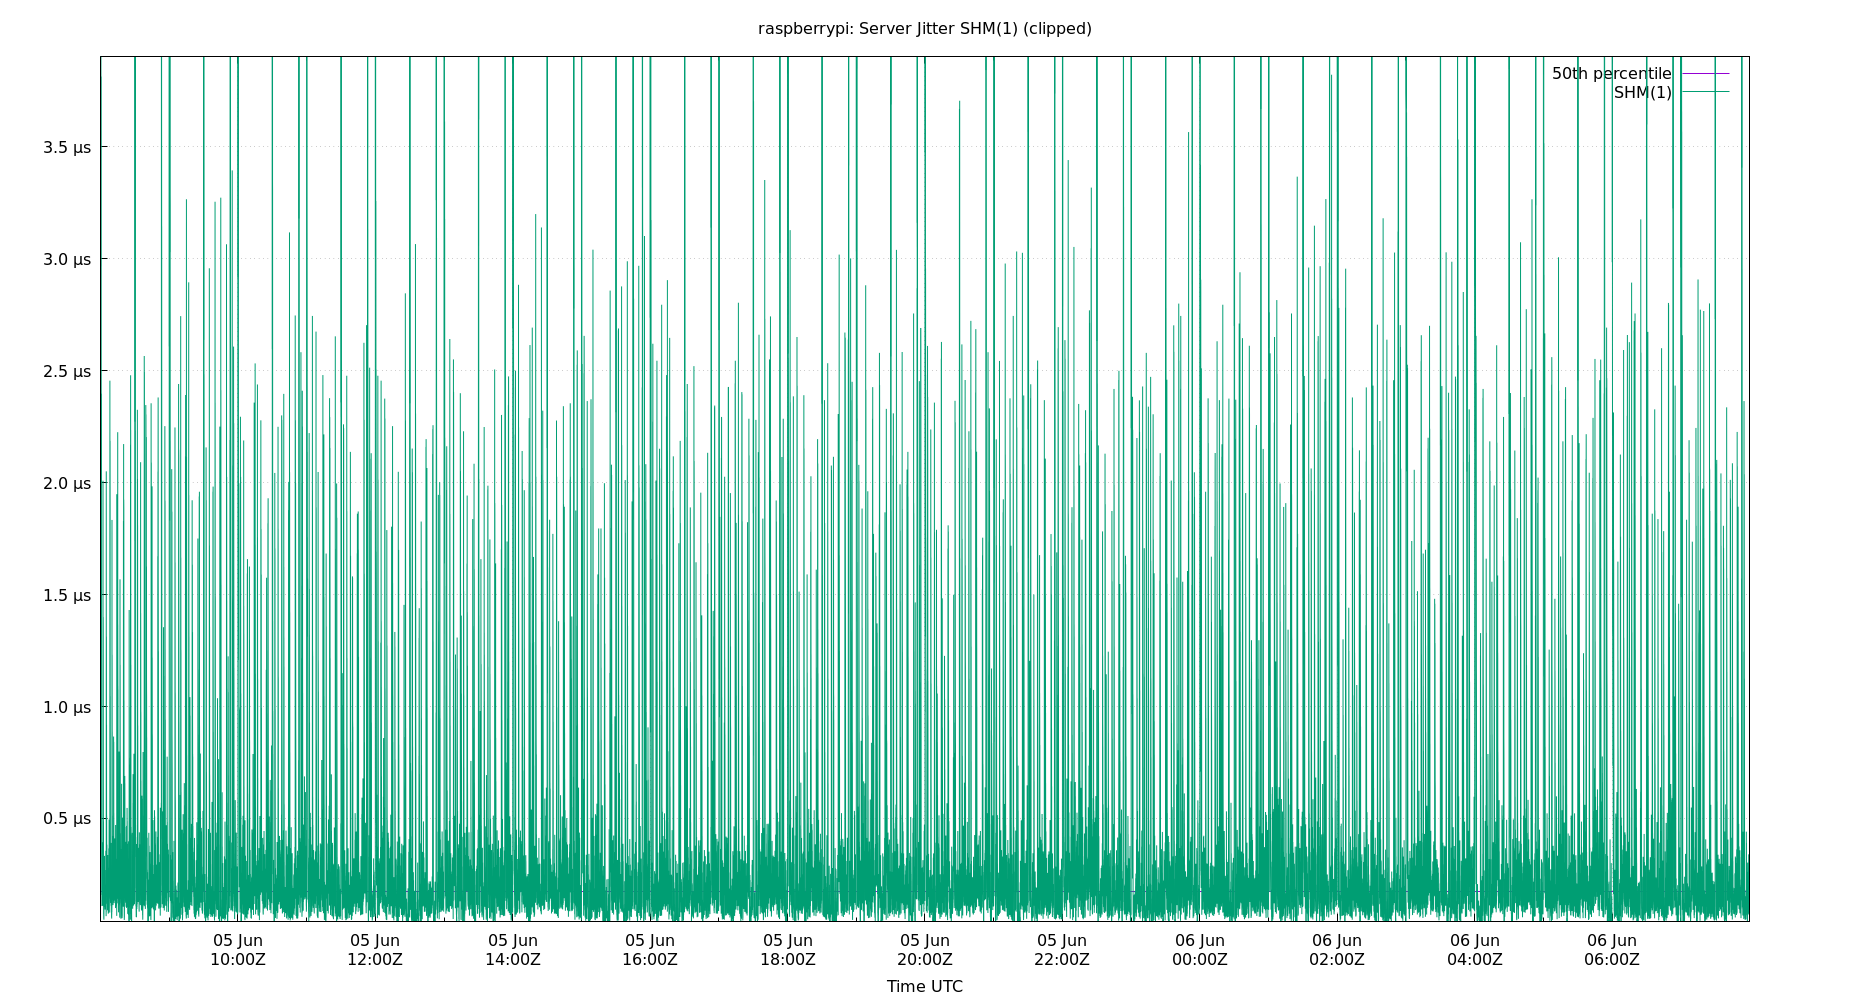 raspberrypi: Server Jitter SHM(1) (clipped)
50th percentile
SHM(1)
3.5 µs
3.0 µs
2.5 µs
2.0 µs
1.5 µs
1.0 µs
0.5 µs
05 Jun 05 Jun 05 Jun 05 Jun 05 Jun 05 Jun 05 Jun 06 Jun 06 Jun 06 Jun 06 Jun
10:00Z 12:00Z 14:00Z 16:00Z 18:00Z 20:00Z 22:00Z 00:00Z 02:00Z 04:00Z 06:00Z
Time UTC